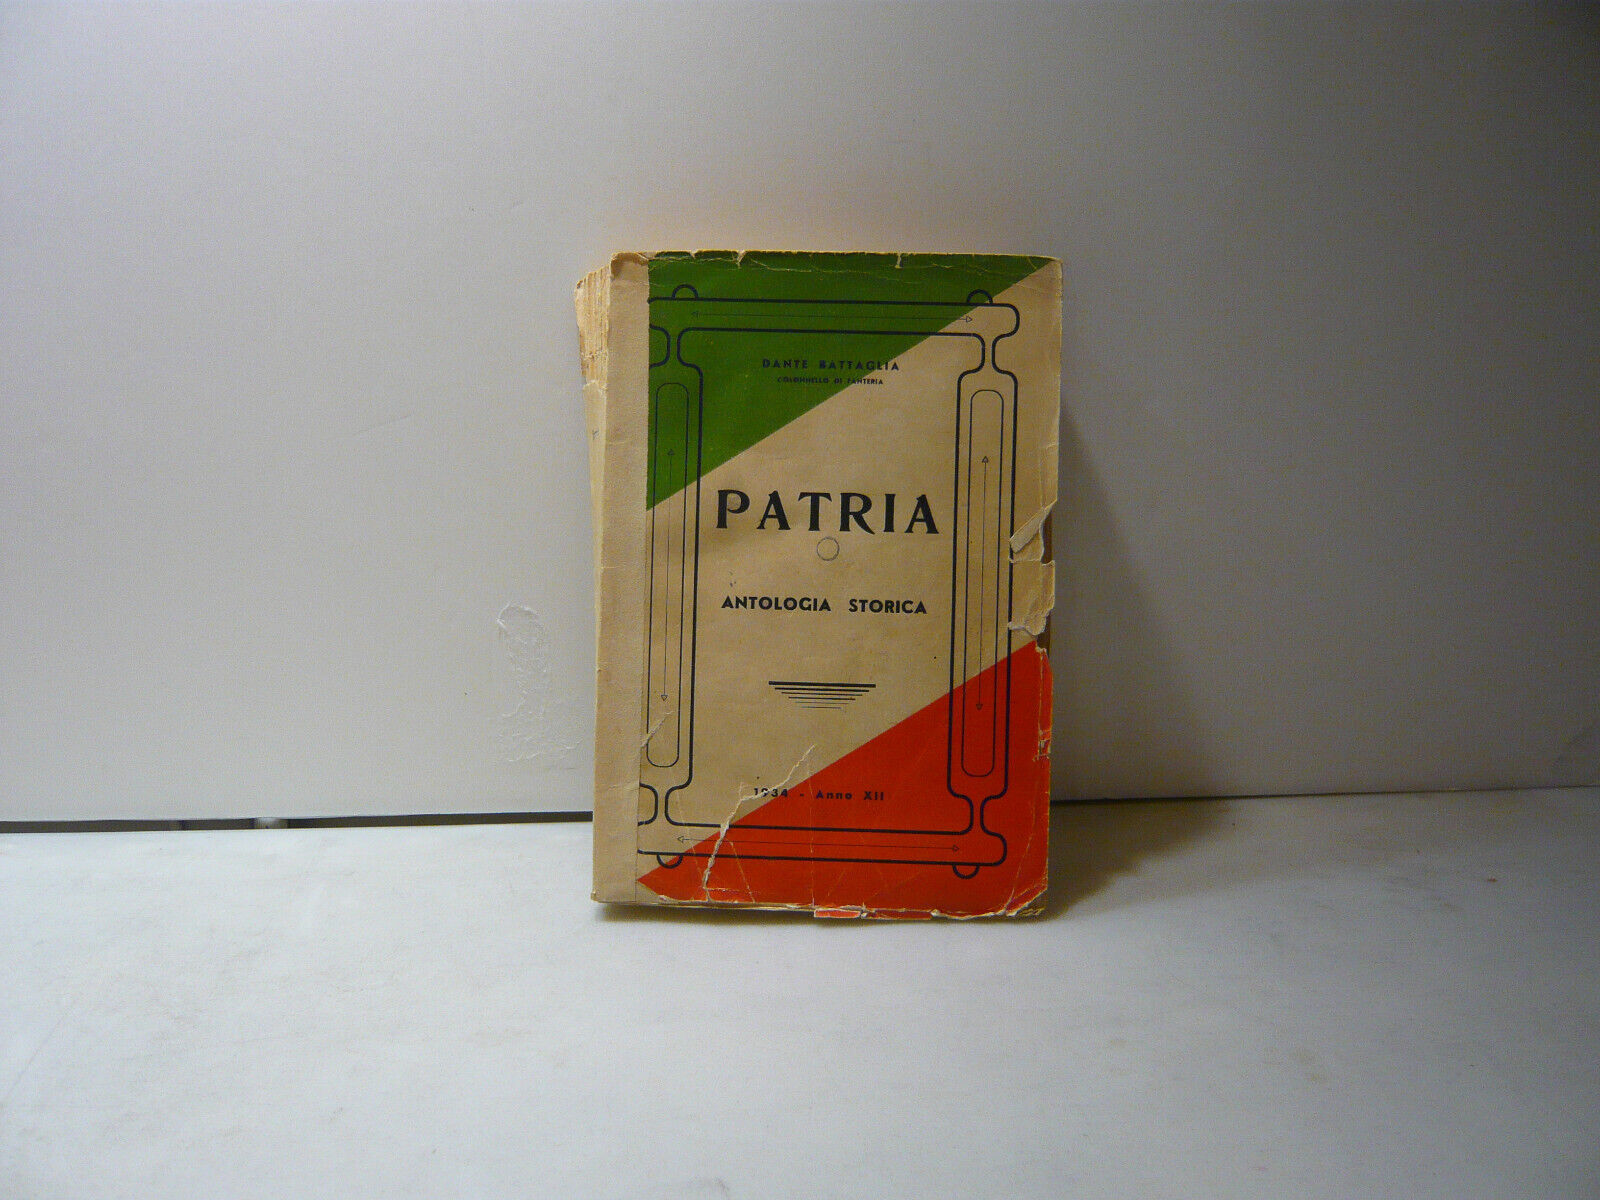 DANTE BATTAGLIA
COLONNELLO DI FANTERIA
PATRIA
ANTOLOGIA STORICA
1934 - Anno XII